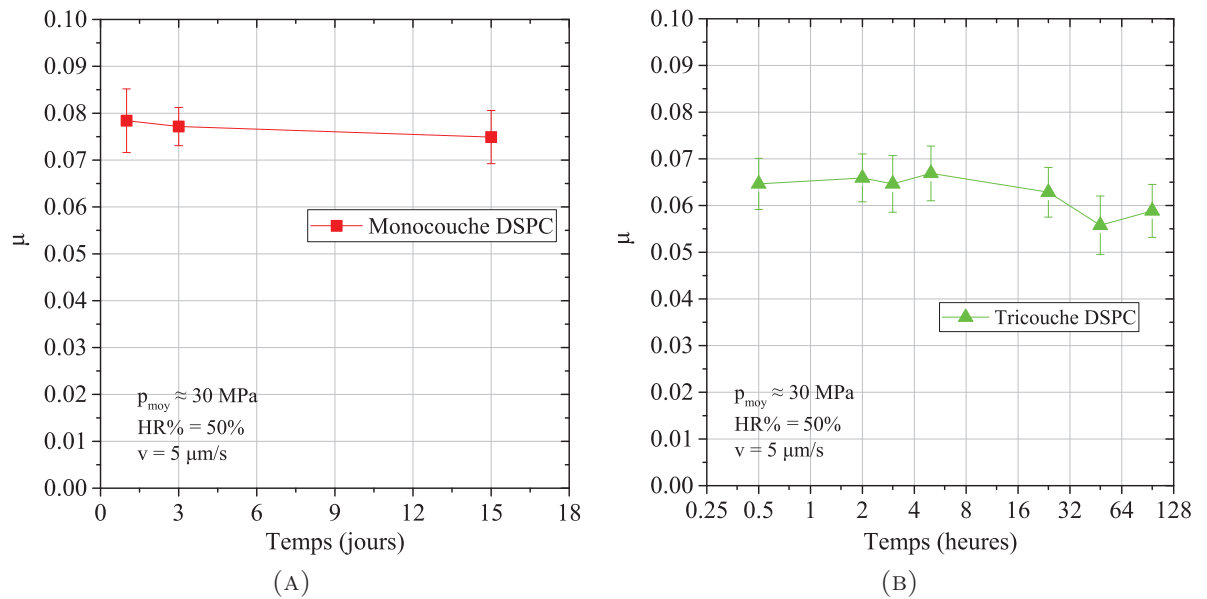 0.10
0.09
0.08
0.07
0.06
0.05
0.04
0.03
0.02
0.01
0.00
μ
Monocouche DSPC
p_moy ≈ 30 MPa
HR% = 50%
v = 5 μm/s
0 3 6 9 12 15 18
Temps (jours)
(A)
0.10
0.09
0.08
0.07
0.06
0.05
0.04
0.03
0.02
0.01
0.00
μ
Tricouche DSPC
p_moy ≈ 30 MPa
HR% = 50%
v = 5 μm/s
0.25 0.5 1 2 4 8 16 32 64 128
Temps (heures)
(B)